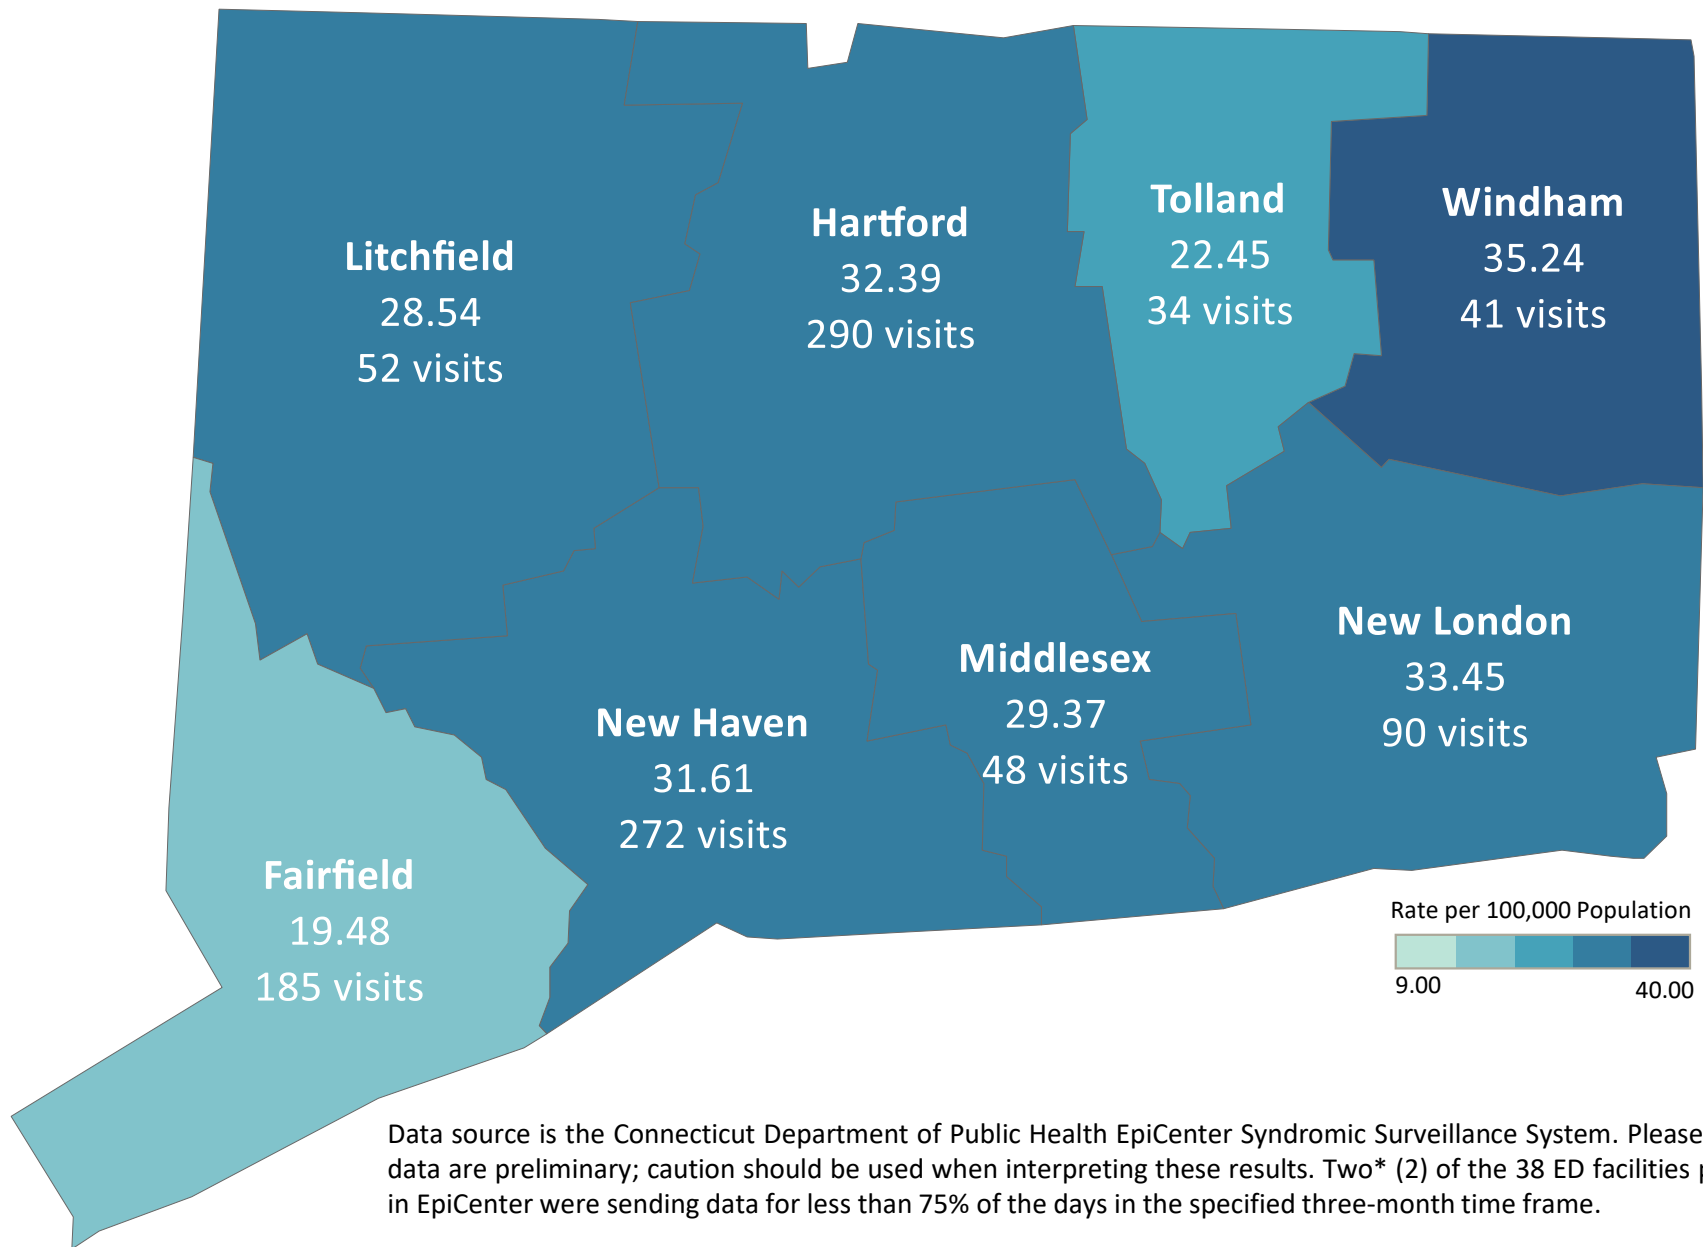 Litchfield
28.54
52 visits
Hartford
32.39
290 visits
Tolland
22.45
34 visits
Windham
35.24
41 visits
Fairfield
19.48
185 visits
New Haven
31.61
272 visits
Middlesex
29.37
48 visits
New London
33.45
90 visits
Rate per 100,000 Population
9.00
40.00
Data source is the Connecticut Department of Public Health EpiCenter Syndromic Surveillance System. Please
data are preliminary; caution should be used when interpreting these results. Two* (2) of the 38 ED facilities
in EpiCenter were sending data for less than 75% of the days in the specified three-month time frame.